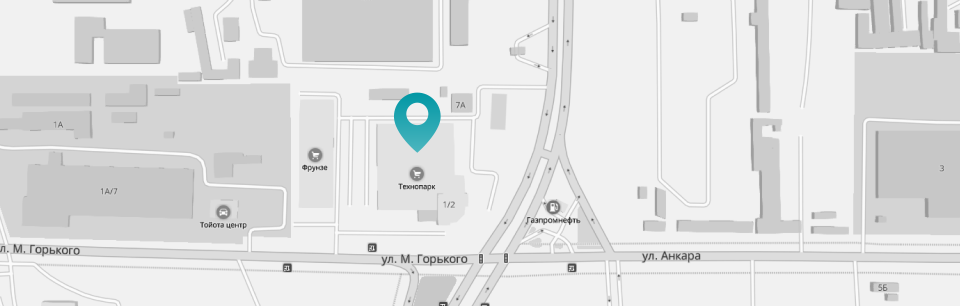 7А
1А
Фрунзе
3
Технопарк
1А/7
1/2
Газпромнефть
Тойота центр
л. М. Горького
ул. М. Горького
ул. Анкара
5Б